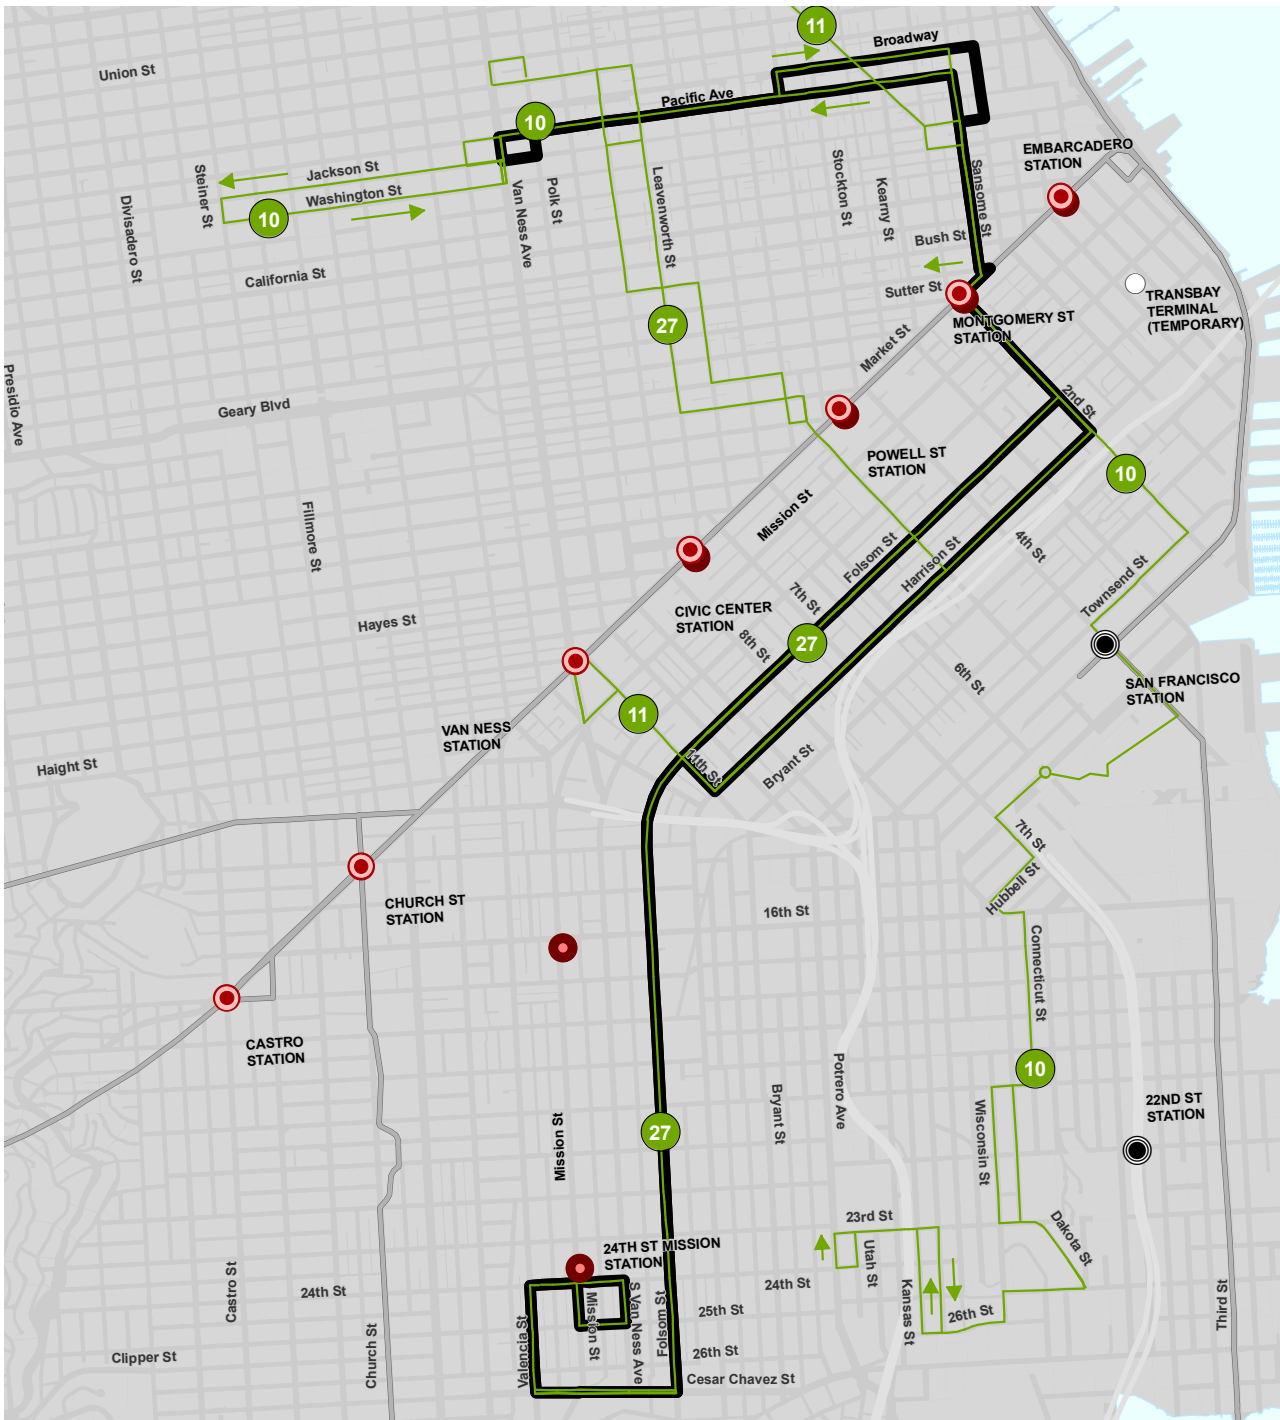 11
Broadway
Union St
Pacific Ave
10
EMBARCADERO
STATION
Jackson St
Washington St
Steiner St
Divisadero St
10
Van Ness Ave
Polk St
Leavenworth St
Stockton St
Kearny St
Sansome St
Bush St
Sutter St
California St
TRANSBAY
TERMINAL
(TEMPORARY)
MONTGOMERY ST
STATION
27
Market St
Presidio Ave
Geary Blvd
2nd St
POWELL ST
STATION
10
Fillmore St
Mission St
Folsom St
Harrison St
4th St
Townsend St
7th St
CIVIC CENTER
STATION
Hayes St
8th St
27
6th St
SAN FRANCISCO
STATION
11
VAN NESS
STATION
Haight St
11th St
Bryant St
7th St
Hubbell St
CHURCH ST
STATION
16th St
Connecticut St
CASTRO
STATION
10
Potrero Ave
Bryant St
Wisconsin St
22ND ST
STATION
Mission St
27
23rd St
Dakota St
24TH ST MISSION
STATION
Utah St
Castro St
24th St
24th St
Kansas St
26th St
Third St
25th St
Valencia St
Mission St
S Van Ness Ave
Folsom St
Church St
Clipper St
26th St
Cesar Chavez St